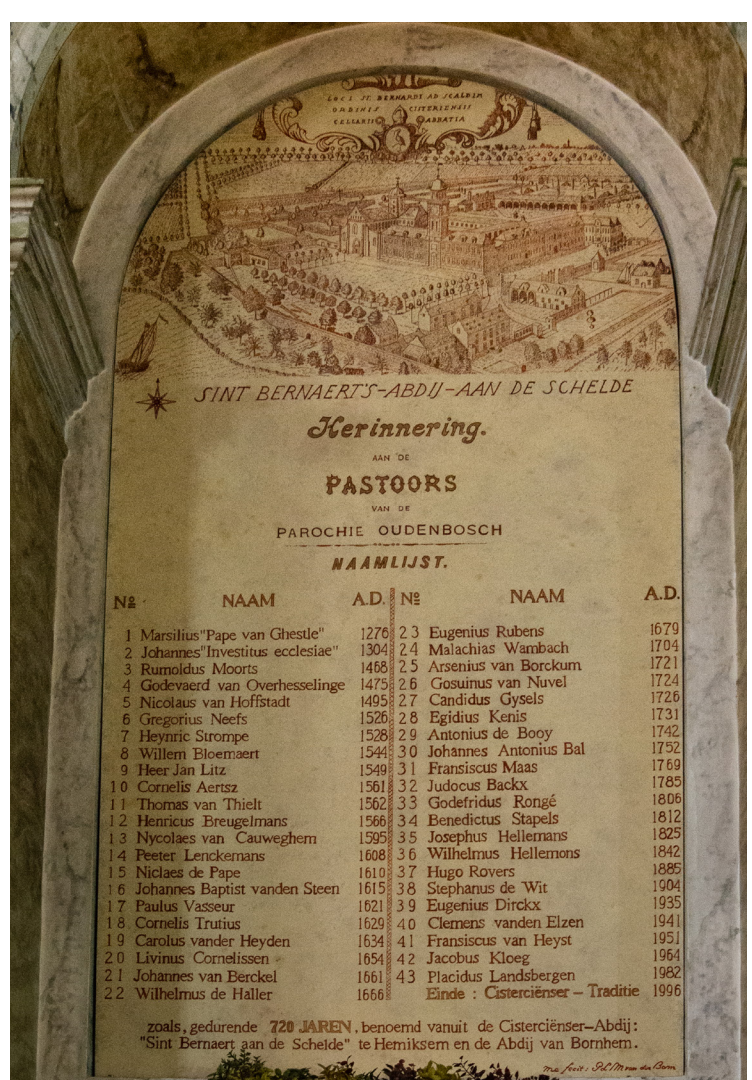 LOCI ST. BERNARDI AD SCALDIM
ORDINIS CISTERIENSIS
ABBATIA
SINT BERNAERT'S-ABDIJ-AAN DE SCHELDE
Herinnering.
AAN DE
PASTOORS
VAN DE
PAROCHIE OUDENBOSCH
NAAMLIJST.
Nº NAAM A.D.
1 Marsilius"Pape van Ghestle" 1276
2 Johannes"Investitus ecclesiae" 1304
3 Rumoldus Moorts 1468
4 Godevaerd van Overhesselinge 1475
5 Nicolaus van Hoffstadt 1495
6 Gregorius Neefs 1526
7 Heynric Strompe 1528
8 Willem Bloemaert 1544
9 Heer Jan Litz 1549
10 Cornelis Aertsz 1561
11 Thomas van Thielt 1562
12 Henricus Breugelmans 1566
13 Nycolaes van Cauweghem 1595
14 Peeter Lenckemans 1608
15 Niclaes de Pape 1610
16 Johannes Baptist vanden Steen 1615
17 Paulus Vasseur 1621
18 Cornelis Trutius 1629
19 Carolus vander Heyden 1634
20 Livinus Cornelissen 1654
21 Johannes van Berckel 1661
22 Wilhelmus de Haller 1666
Nº NAAM A.D.
23 Eugenius Rubens 1679
24 Malachias Wambach 1704
25 Arsenius van Borckum 1721
26 Gosuinus van Nuvel 1724
27 Candidus Gysels 1726
28 Egidius Kenis 1731
29 Antonius de Booy 1742
30 Johannes Antonius Bal 1752
31 Fransiscus Maas 1769
32 Judocus Backx 1785
33 Godefridus Rongé 1806
34 Benedictus Stapels 1812
35 Josephus Hellemans 1825
36 Wilhelmus Hellemons 1842
37 Hugo Rovers 1885
38 Stephanus de Wit 1904
39 Eugenius Dirckx 1935
40 Clemens vanden Elzen 1941
41 Fransiscus van Heyst 1951
42 Jacobus Kloeg 1964
43 Placidus Landsbergen 1982
Einde : Cisterciënser - Traditie 1996
zoals, gedurende 720 JAREN, benoemd vanuit de Cisterciënser-Abdij:
"Sint Bernaert aan de Schelde" te Hemiksem en de Abdij van Bornhem.
me fecit: